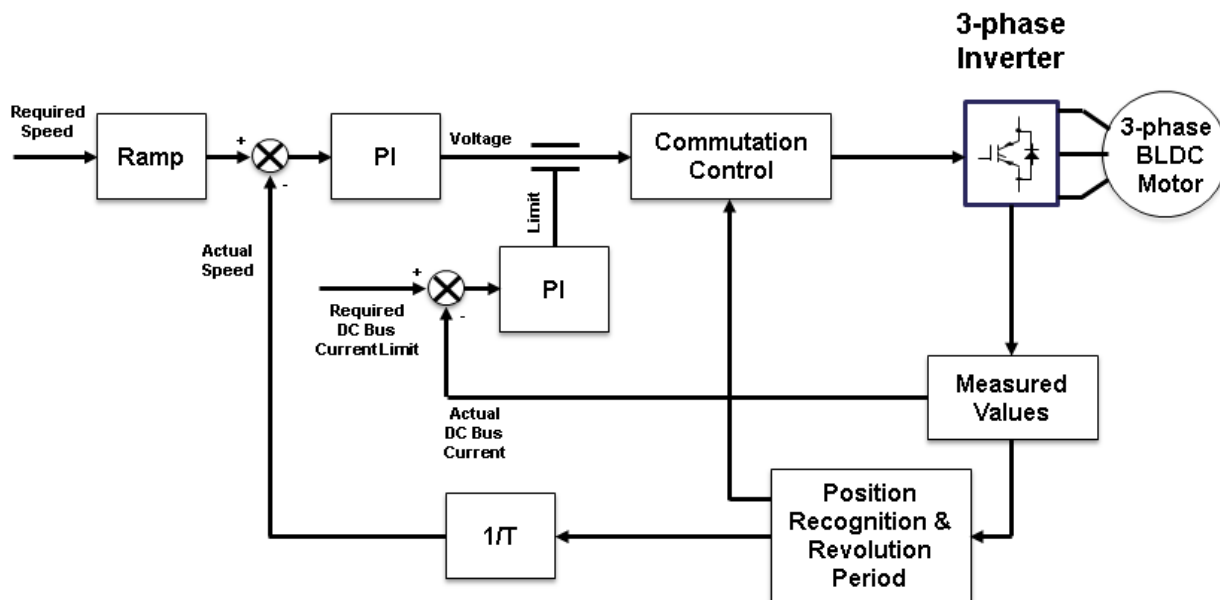 3-phase
Inverter
Required
Speed
Ramp
+
-
PI
Voltage
Commutation
Control
3-phase
BLDC
Motor
Limit
Actual
Speed
+
-
PI
Required
DC Bus
Current Limit
Measured
Values
Actual
DC Bus
Current
1/T
Position
Recognition &
Revolution
Period